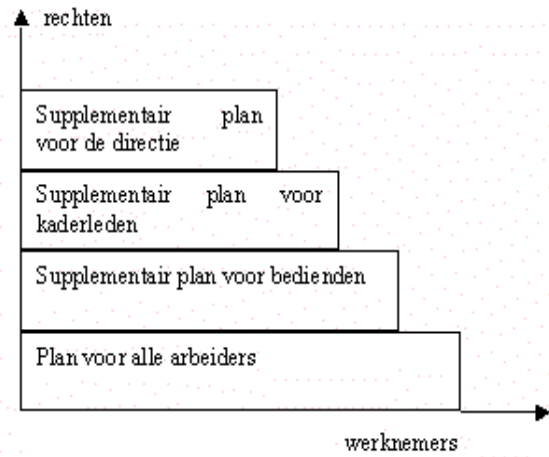 rechten
Supplementair plan
voor de directie
Supplementair plan voor
kaderleden
Supplementair plan voor bedienden
Plan voor alle arbeiders
werknemers